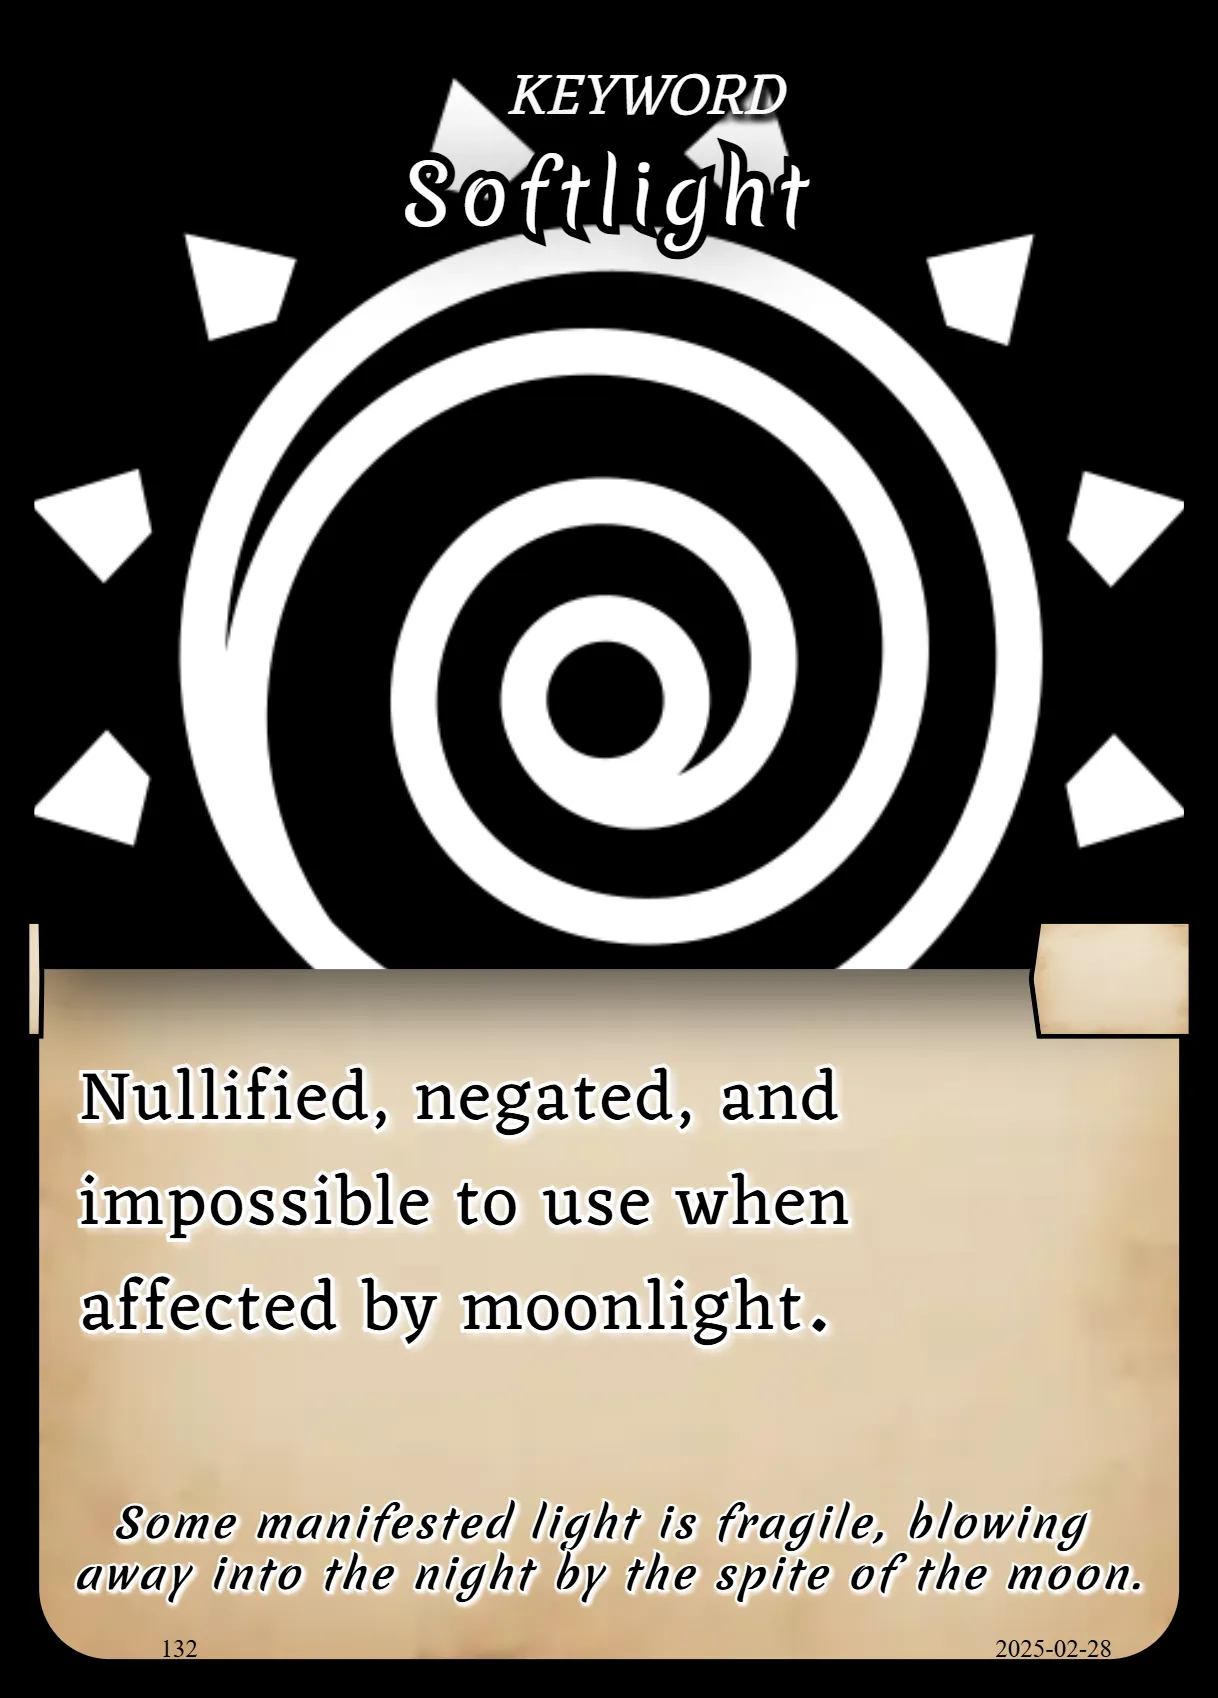 KEYWORD
Softlight
Nullified, negated, and
impossible to use when
affected by moonlight.
Some manifested light is fragile, blowing
away into the night by the spite of the moon.
132
2025-02-28